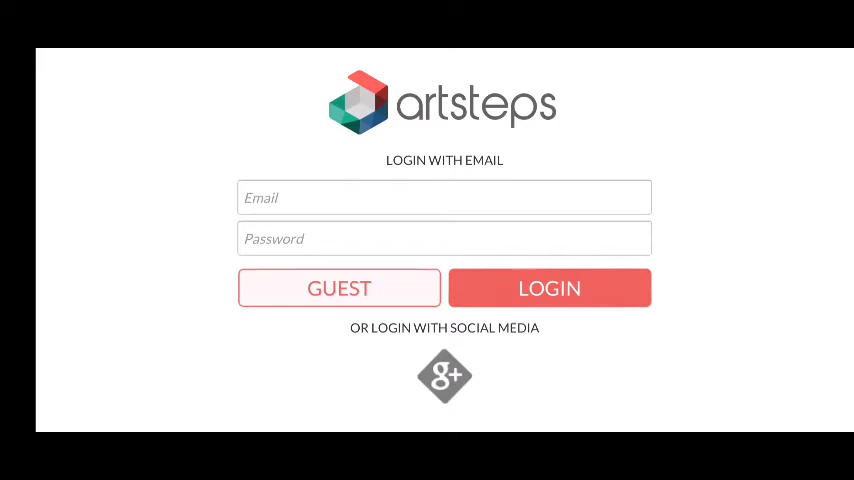 artsteps
LOGIN WITH EMAIL
Email
Password
GUEST LOGIN
OR LOGIN WITH SOCIAL MEDIA
g+